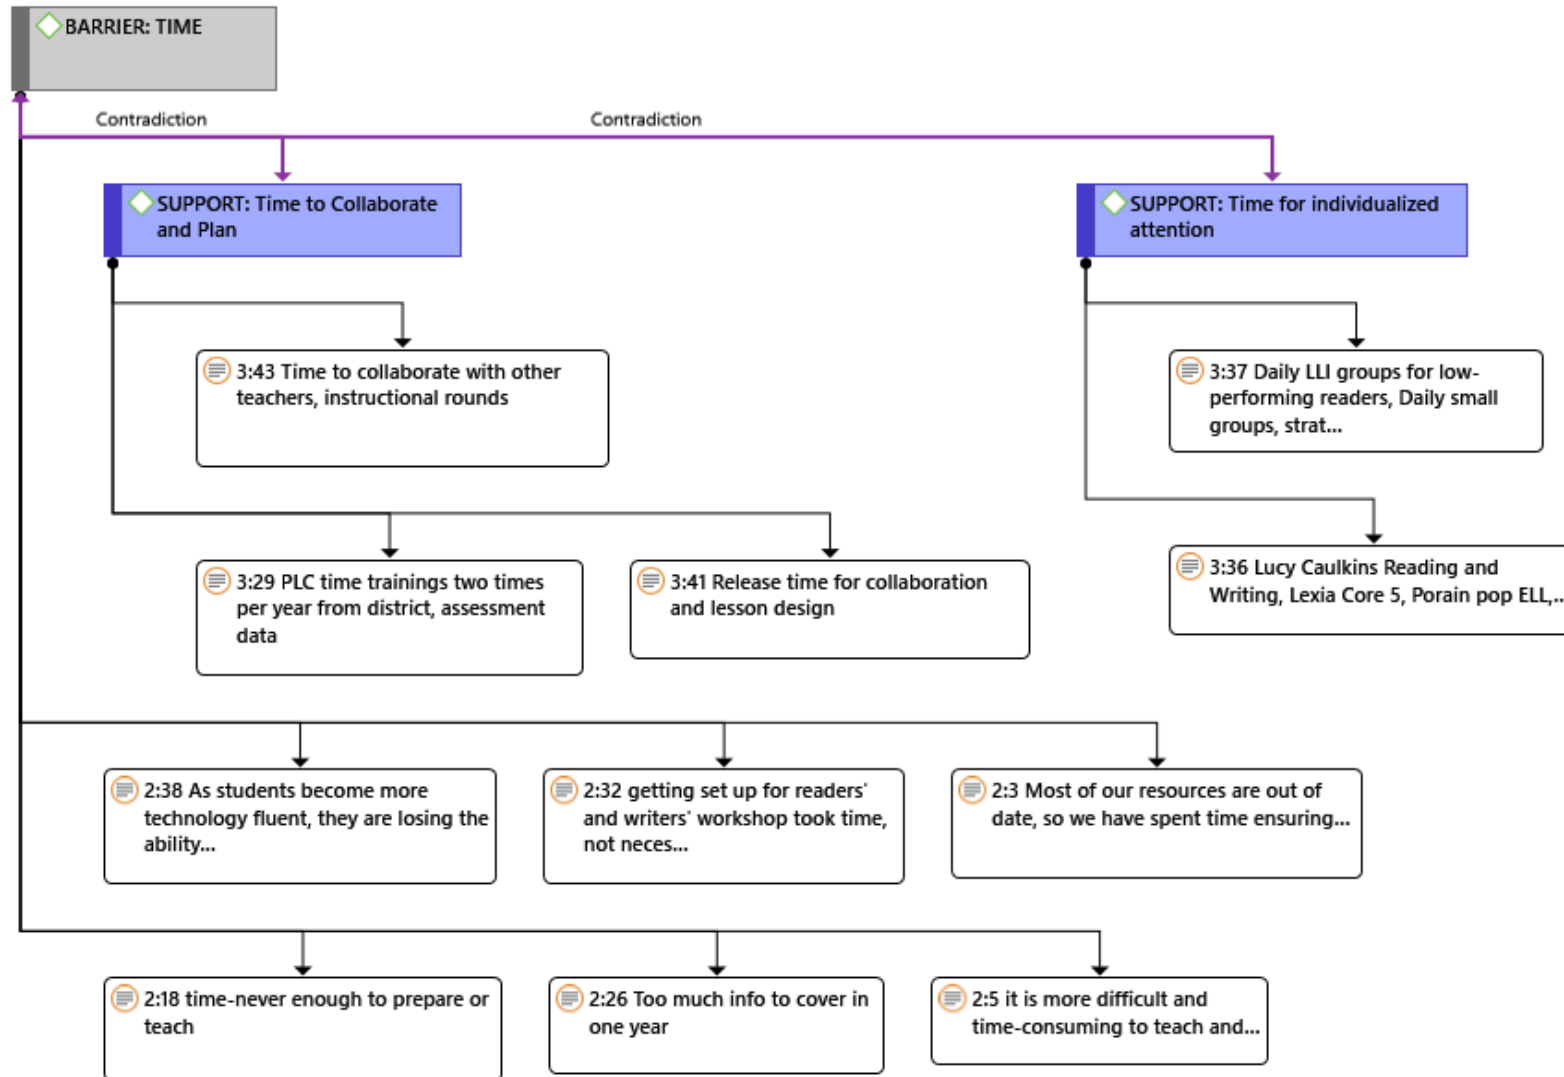 BARRIER: TIME
Contradiction
Contradiction
SUPPORT: Time to Collaborate
and Plan
SUPPORT: Time for individualized
attention
3:43 Time to collaborate with other
teachers, instructional rounds
3:37 Daily LLI groups for low-
performing readers, Daily small
groups, strat...
3:29 PLC time trainings two times
per year from district, assessment
data
3:41 Release time for collaboration
and lesson design
3:36 Lucy Caulkins Reading and
Writing, Lexia Core 5, Porain pop ELL,...
2:38 As students become more
technology fluent, they are losing the
ability...
2:32 getting set up for readers'
and writers' workshop took time,
not neces...
2:3 Most of our resources are out of
date, so we have spent time ensuring...
2:18 time-never enough to prepare or
teach
2:26 Too much info to cover in
one year
2:5 it is more difficult and
time-consuming to teach and...